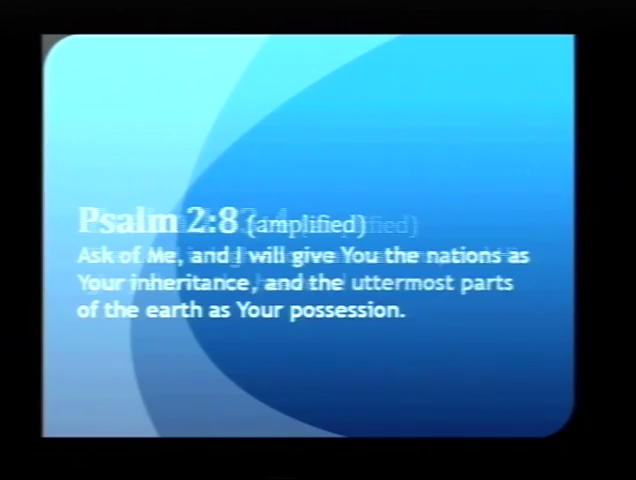 Psalm 2:8 (amplified)
Ask of Me, and I will give You the nations as
Your inheritance, and the uttermost parts
of the earth as Your possession.